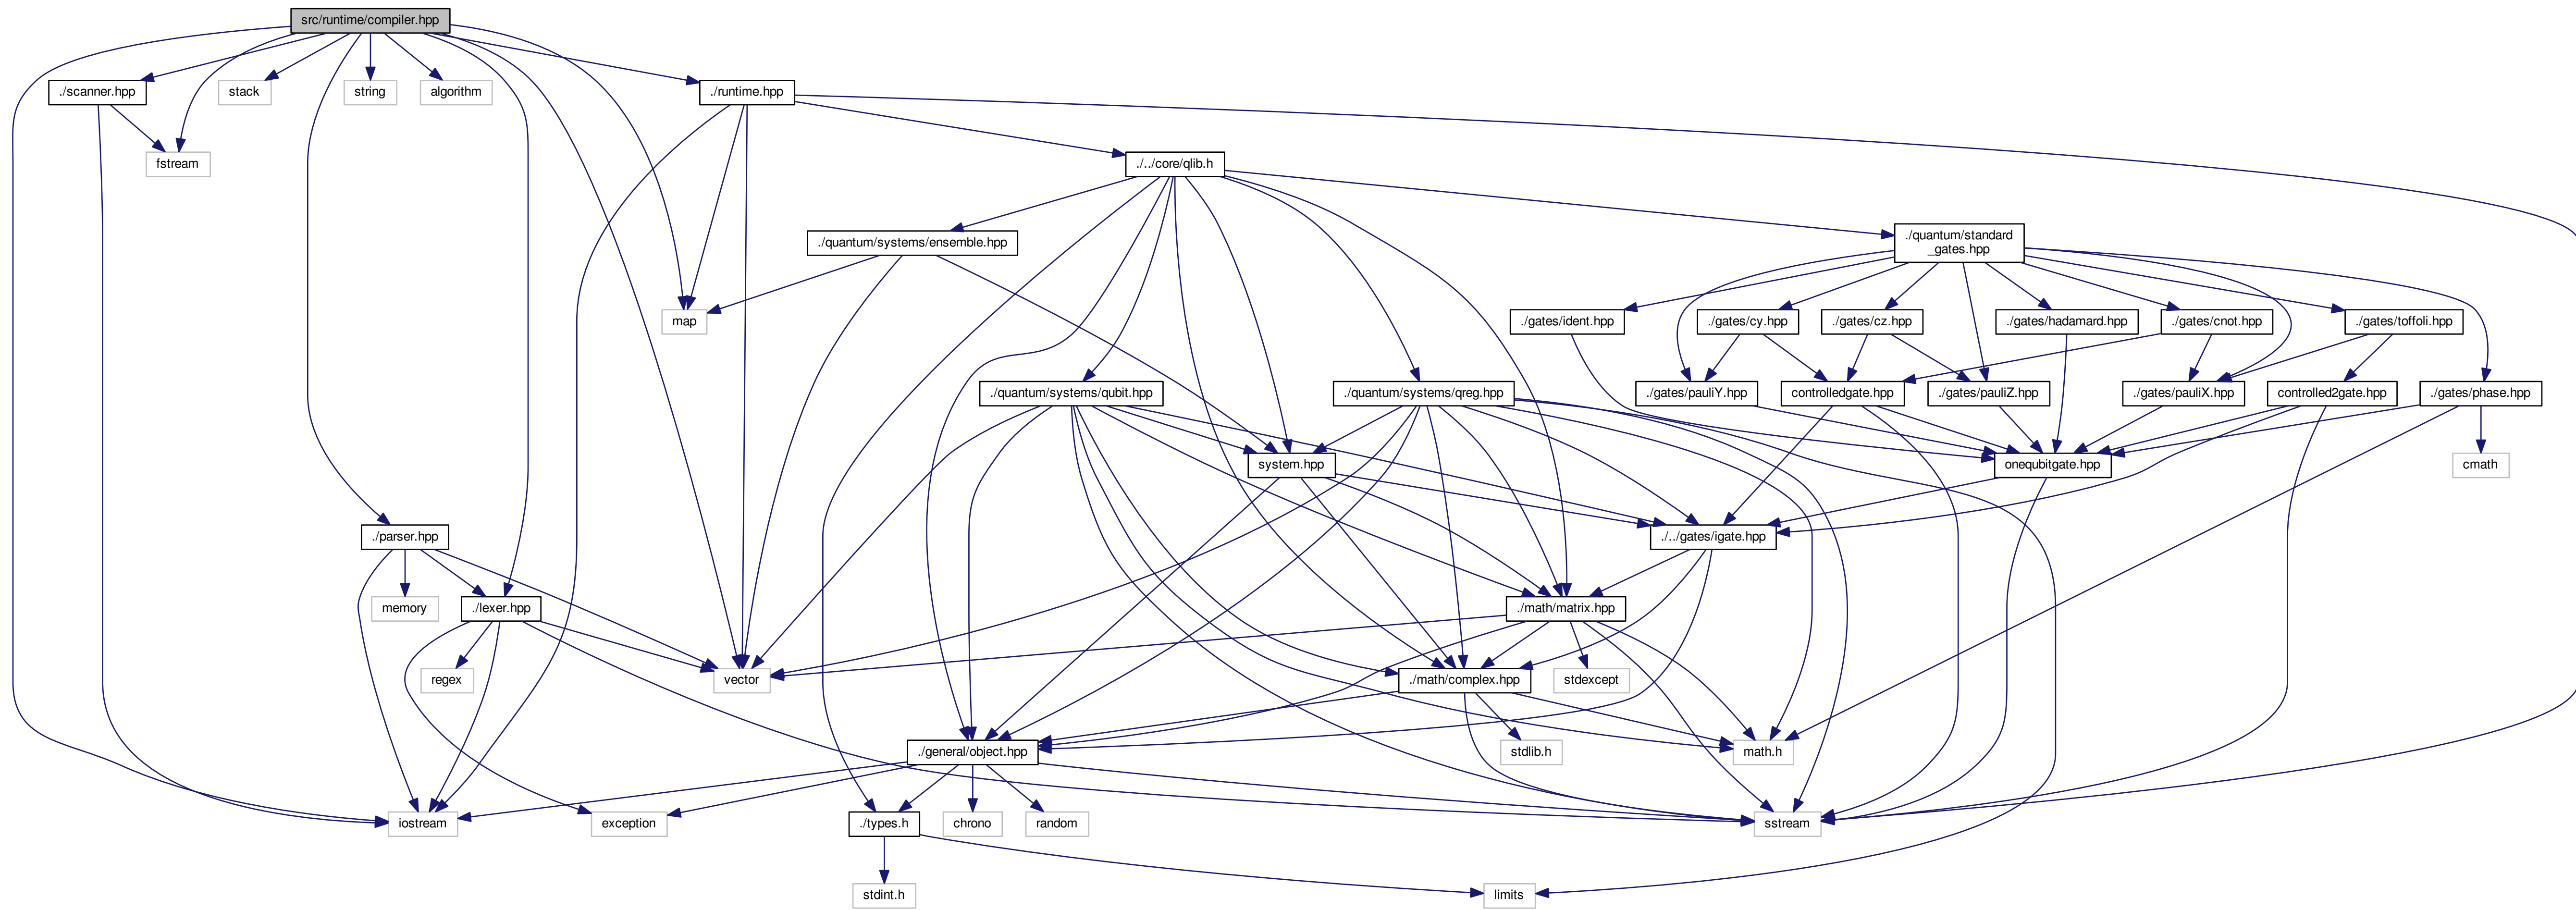 src/runtime/compiler.hpp
./scanner.hpp
stack
string
algorithm
./runtime.hpp
fstream
./../core/qlib.h
./quantum/systems/ensemble.hpp
./quantum/standard
_gates.hpp
map
./gates/ident.hpp
./gates/cy.hpp
./gates/cz.hpp
./gates/hadamard.hpp
./gates/cnot.hpp
./gates/toffoli.hpp
./quantum/systems/qubit.hpp
./quantum/systems/qreg.hpp
./gates/pauliY.hpp
controlledgate.hpp
./gates/pauliZ.hpp
./gates/pauliX.hpp
controlled2gate.hpp
./gates/phase.hpp
system.hpp
onequbitgate.hpp
cmath
./parser.hpp
./../gates/igate.hpp
memory
./lexer.hpp
./math/matrix.hpp
regex
vector
./math/complex.hpp
stdexcept
./general/object.hpp
stdlib.h
math.h
iostream
exception
./types.h
chrono
random
sstream
stdint.h
limits